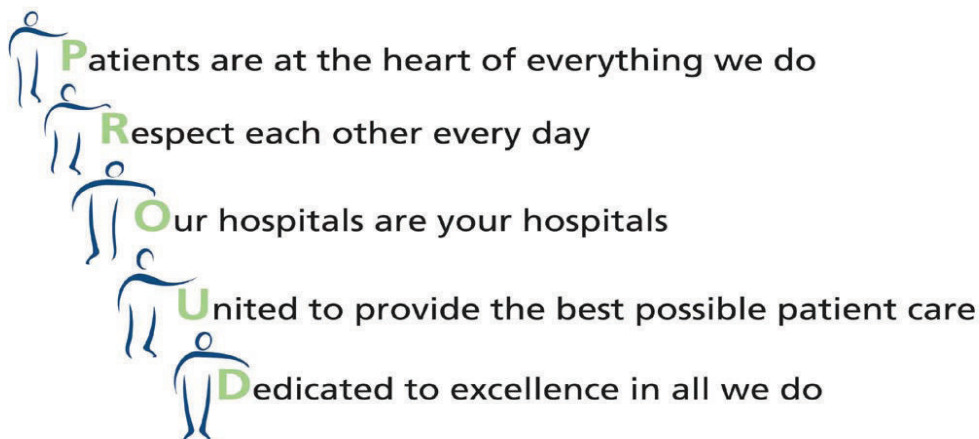 Patients are at the heart of everything we do
Respect each other every day
Our hospitals are your hospitals
United to provide the best possible patient care
Dedicated to excellence in all we do